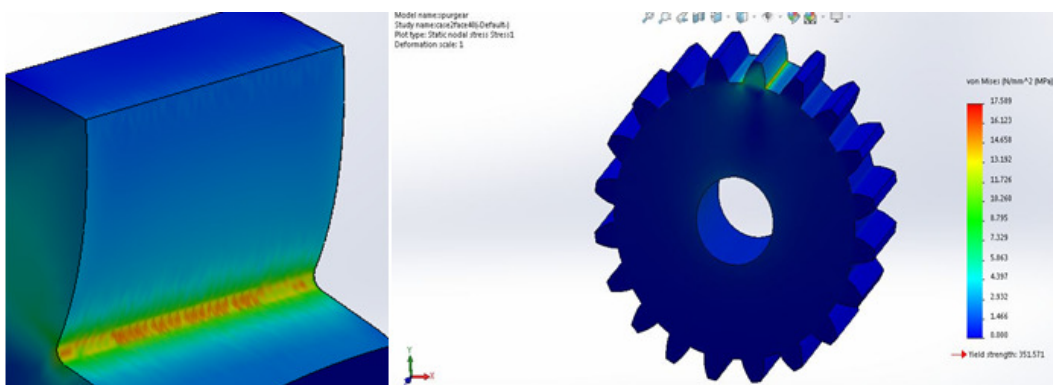 Model name:spurgear
Study name:case2face40(-Default-)
Plot type: Static nodal stress Stress1
Deformation scale: 1
von Mises (N/mm^2 (MPa)
17.589
16.123
14.658
13.192
11.726
10.260
8.795
7.329
5.863
4.397
2.932
1.466
0.000
Yield strength: 351.571
Y
X